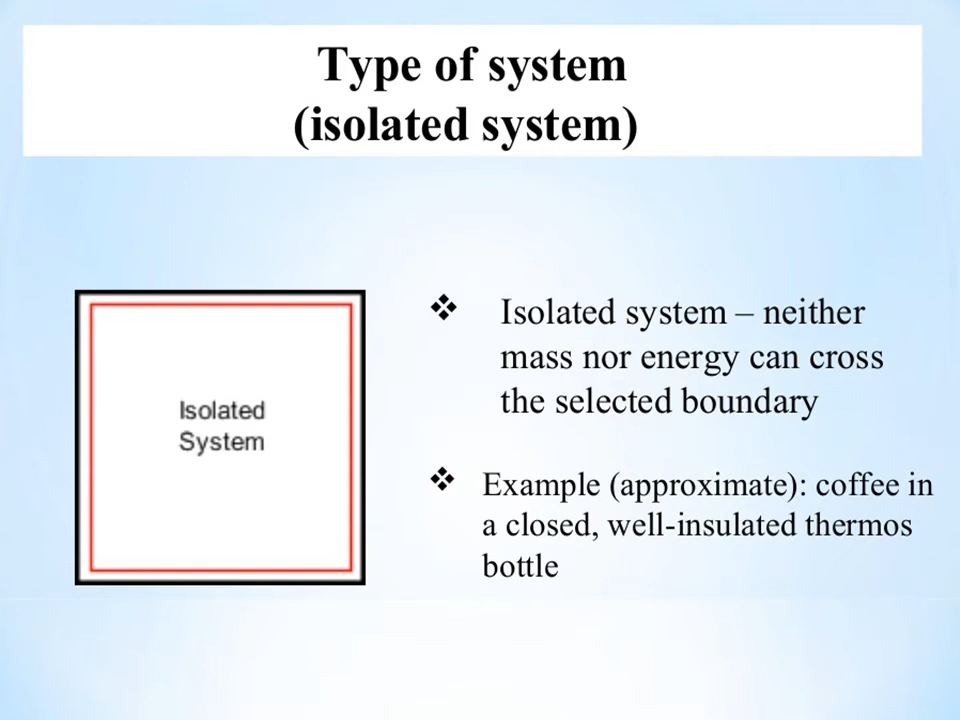 Type of system
(isolated system)
Isolated
System
❖ Isolated system – neither
mass nor energy can cross
the selected boundary
❖ Example (approximate): coffee in
a closed, well-insulated thermos
bottle